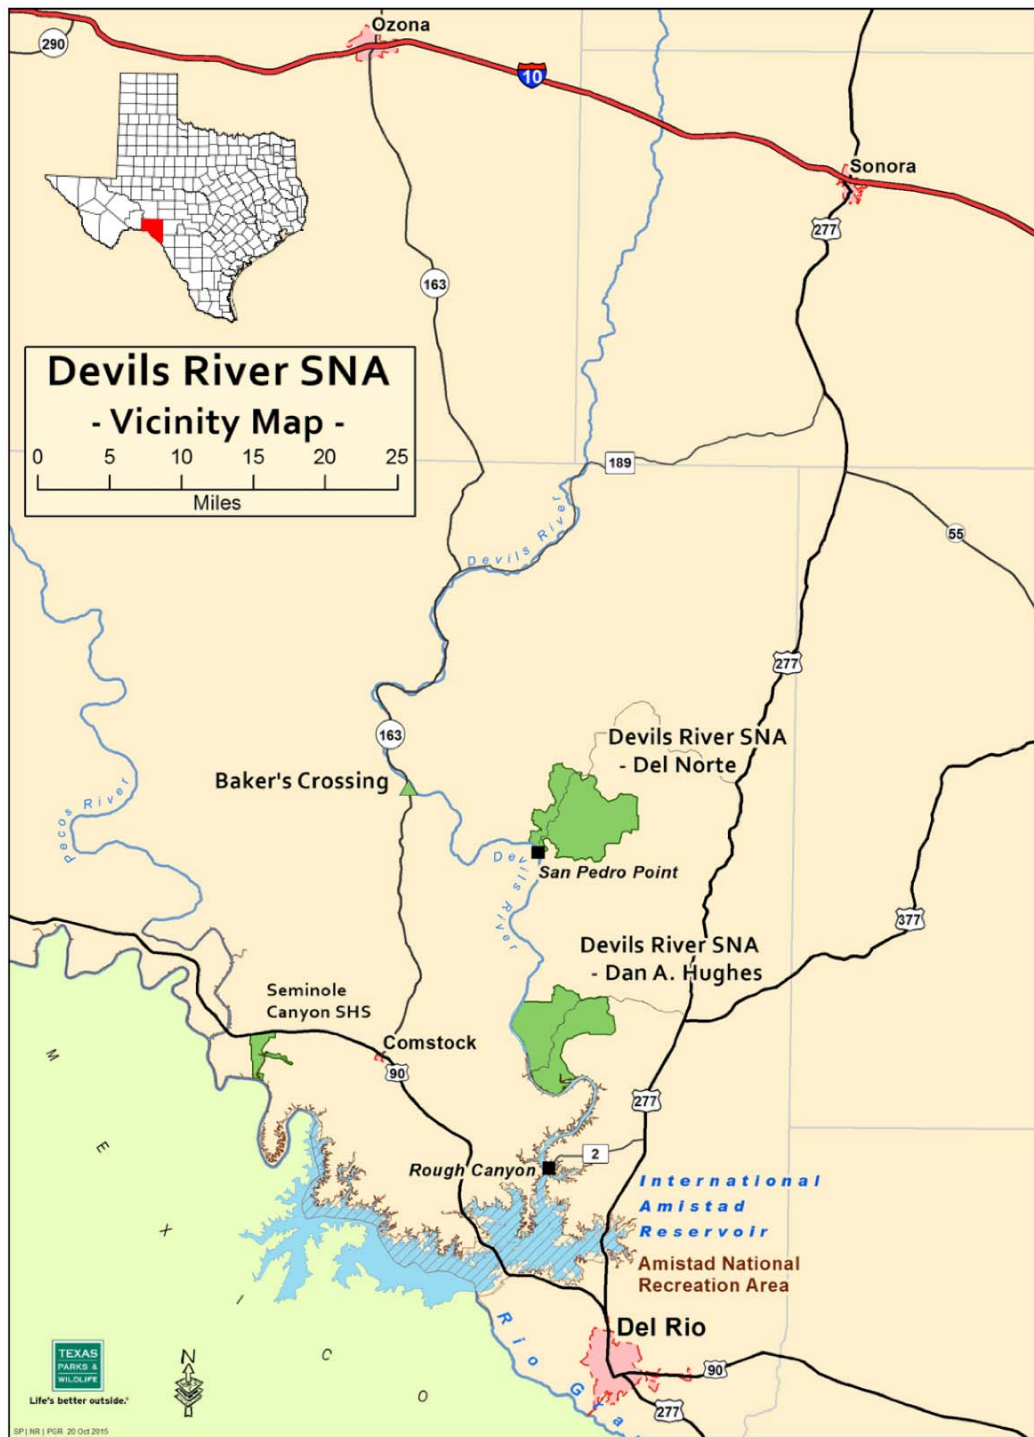 Ozona
290
10
Sonora
277
163
Devils River SNA
- Vicinity Map -
0 5 10 15 20 25
Miles
189
Devils River
55
277
163
Devils River SNA
- Del Norte
Baker's Crossing
Pecos River
San Pedro Point
Devils River
377
Devils River SNA
- Dan A. Hughes
Seminole
Canyon SHS
Comstock
90
277
2
Rough Canyon
International
Amistad
Reservoir
Amistad National
Recreation Area
MEXICO
Rio Gra
Del Rio
90
277
TEXAS
PARKS &
WILDLIFE
Life's better outside.®
N
SP | NR | PGR 20 Oct 2015